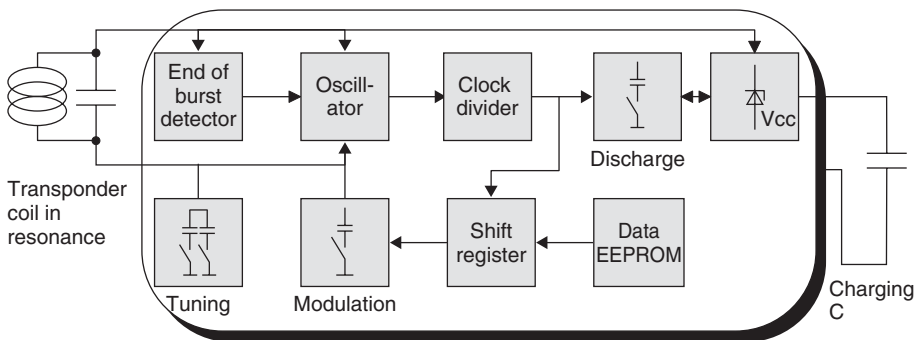 End of
burst
detector
Oscill-
ator
Clock
divider
Vcc
Discharge
Transponder
coil in
resonance
Shift
register
Data
EEPROM
Tuning
Modulation
Charging
C